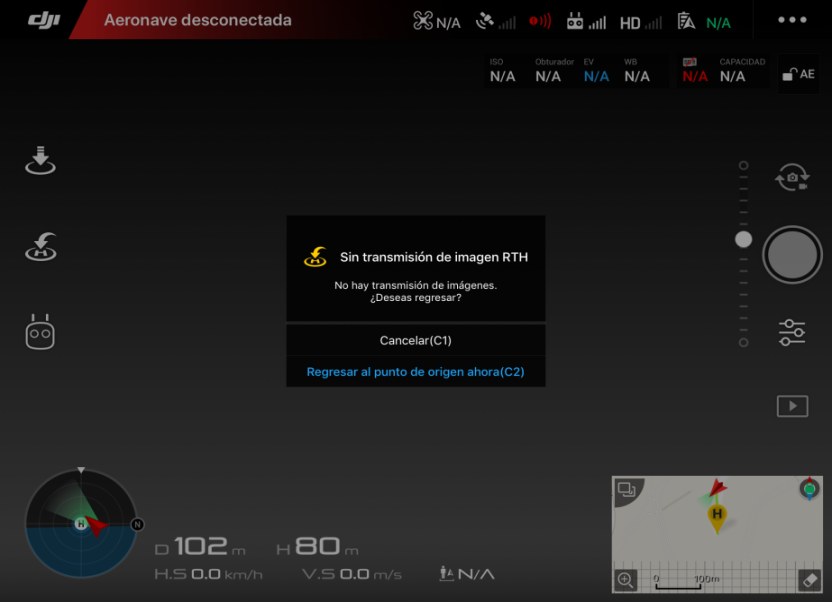 dji Aeronave desconectada N/A HD N/A
ISO Obturador EV WB CAPACIDAD
N/A N/A N/A N/A N/A N/A AE
Sin transmisión de imagen RTH
No hay transmisión de imágenes.
¿Deseas regresar?
Cancelar(C1)
Regresar al punto de origen ahora(C2)
H N
D 102 m H 80 m
H.S 0.0 km/h V.S 0.0 m/s N/A
H
0 100m